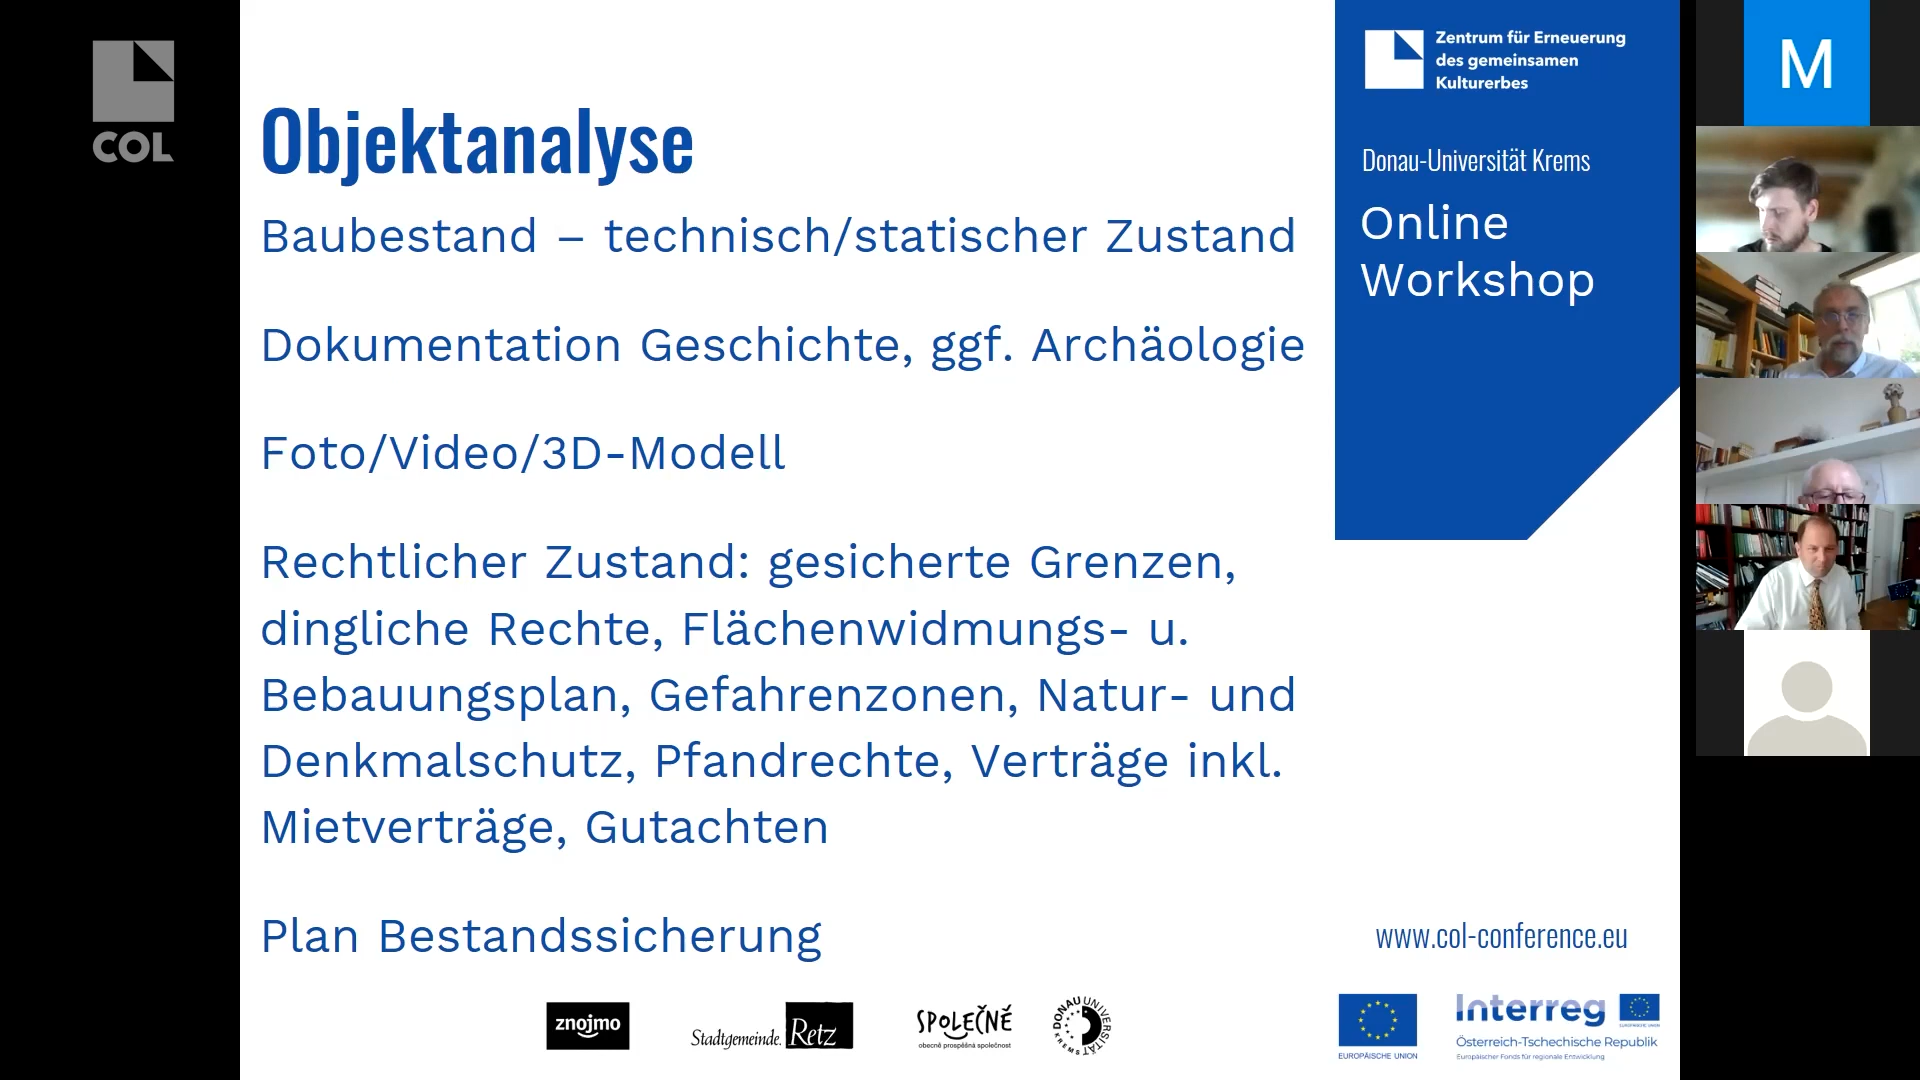 COL
Objektanalyse
Baubestand – technisch/statischer Zustand
Dokumentation Geschichte, ggf. Archäologie
Foto/Video/3D-Modell
Rechtlicher Zustand: gesicherte Grenzen,
dingliche Rechte, Flächenwidmungs- u.
Bebauungsplan, Gefahrenzonen, Natur- und
Denkmalschutz, Pfandrechte, Verträge inkl.
Mietverträge, Gutachten
Plan Bestandssicherung
Zentrum für Erneuerung
des gemeinsamen
Kulturerbes
Donau-Universität Krems
Online
Workshop
www.col-conference.eu
znojmo
Stadtgemeinde Retz
SPOLEČNĚ
obecně prospěšná společnost
DONAU UNIVERSITÄT KREMS
EUROPÄISCHE UNION
Interreg
EUROPÄISCHE UNION
Österreich-Tschechische Republik
Europäischer Fonds für regionale Entwicklung
M